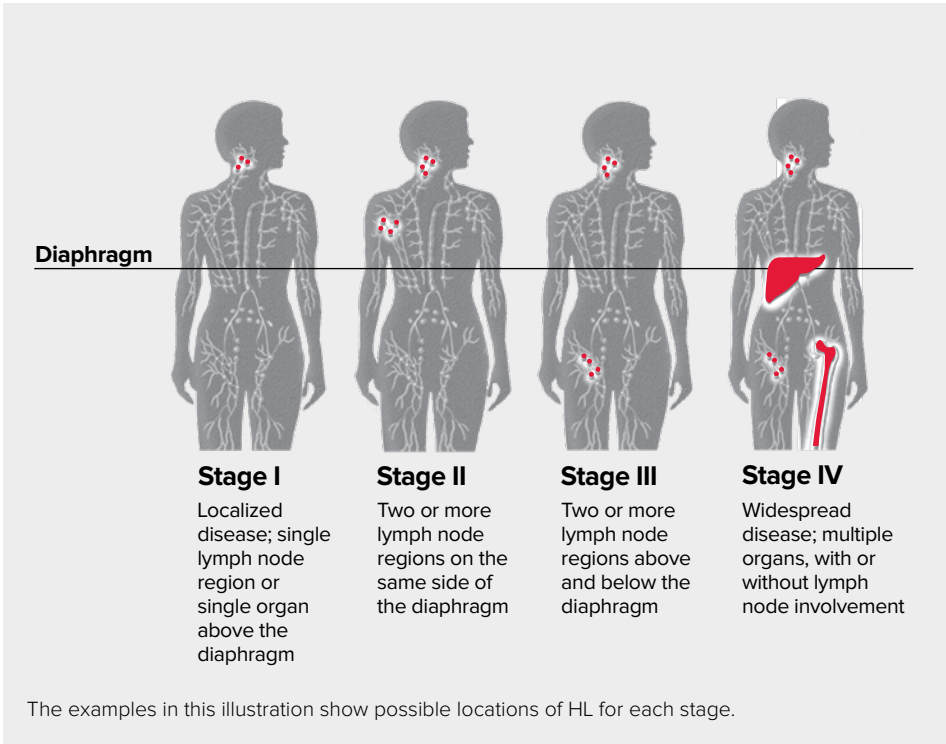 Diaphragm
Stage I
Localized
disease; single
lymph node
region or
single organ
above the
diaphragm
Stage II
Two or more
lymph node
regions on the
same side of
the diaphragm
Stage III
Two or more
lymph node
regions above
and below the
diaphragm
Stage IV
Widespread
disease; multiple
organs, with or
without lymph
node involvement
The examples in this illustration show possible locations of HL for each stage.